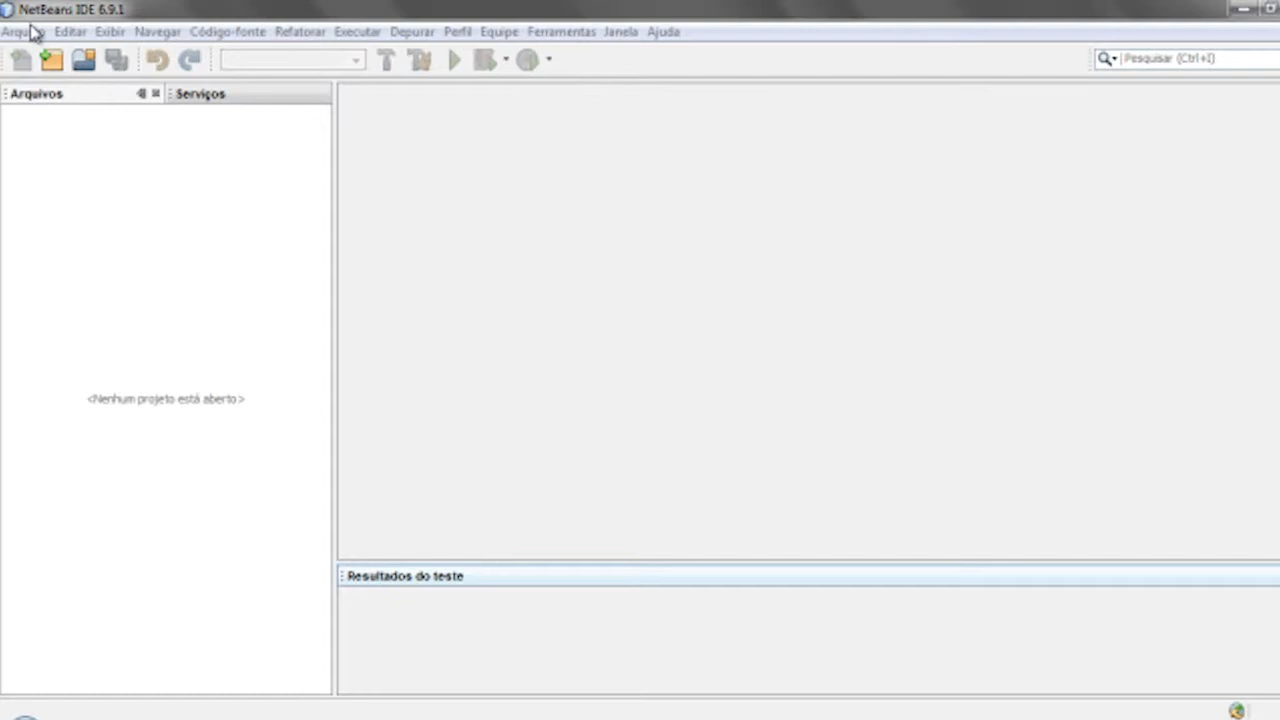 NetBeans IDE 6.9.1
Arquivo Editar Exibir Navegar Código-fonte Refatorar Executar Depurar Perfil Equipe Ferramentas Janela Ajuda
Pesquisar (Ctrl+I)
Arquivos Serviços
<Nenhum projeto está aberto>
Resultados do teste